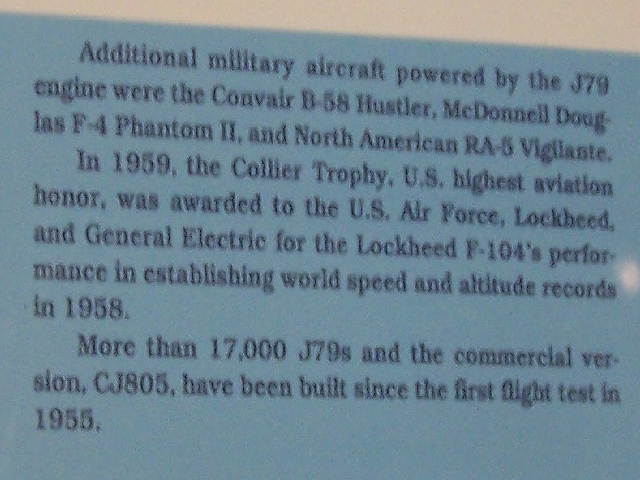 Additional military aircraft powered by the J79
engine were the Convair B-58 Hustler, McDonnell Doug-
las F-4 Phantom II, and North American RA-5 Vigilante.
In 1959, the Collier Trophy, U.S. highest aviation
honor, was awarded to the U.S. Air Force, Lockheed,
and General Electric for the Lockheed F-104's perfor-
mance in establishing world speed and altitude records
in 1958.
More than 17,000 J79s and the commercial ver-
sion, CJ805, have been built since the first flight test in
1955.